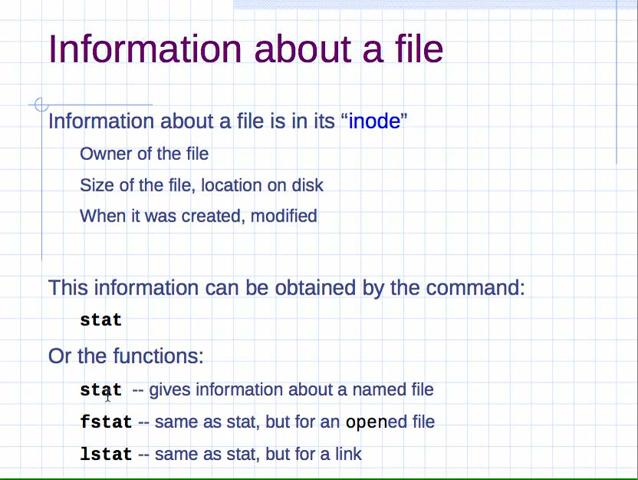 Information about a file
Information about a file is in its “inode”
Owner of the file
Size of the file, location on disk
When it was created, modified
This information can be obtained by the command:
stat
Or the functions:
stat -- gives information about a named file
fstat -- same as stat, but for an opened file
lstat -- same as stat, but for a link